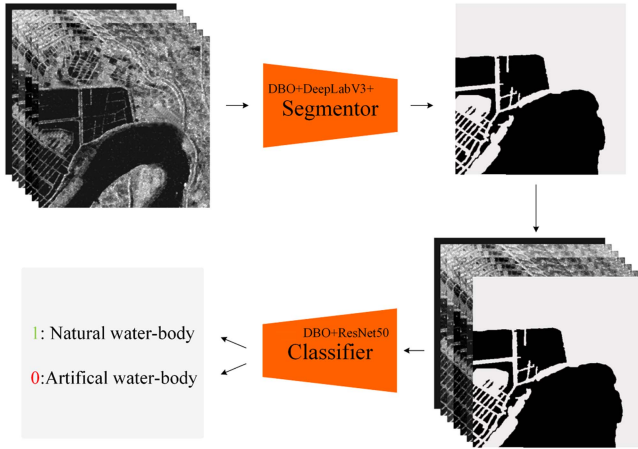 DBO+DeepLabV3+
Segmentor
DBO+ResNet50
Classifier
1: Natural water-body
0:Artifical water-body